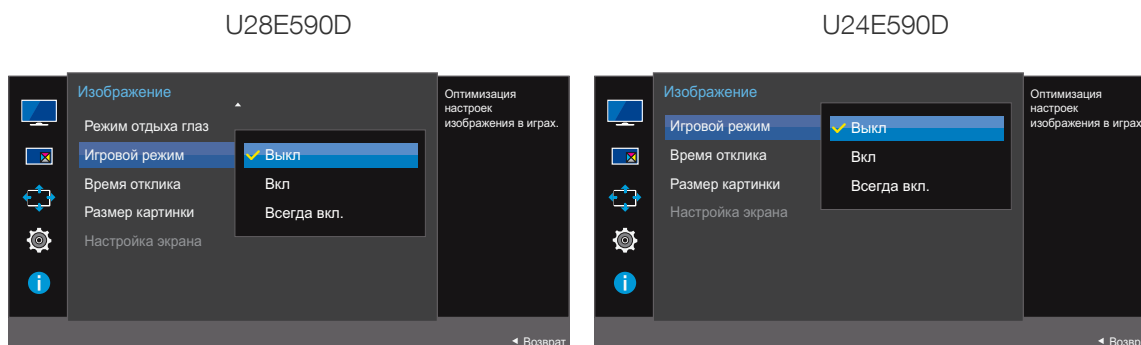 U28E590D
Изображение
Режим отдыха глаз
Игровой режим
Время отклика
Размер картинки
Настройка экрана
Выкл
Вкл
Всегда вкл.
Оптимизация
настроек
изображения в играх.
Возврат
U24E590D
Изображение
Игровой режим
Время отклика
Размер картинки
Настройка экрана
Выкл
Вкл
Всегда вкл.
Оптимизация
настроек
изображения в играх